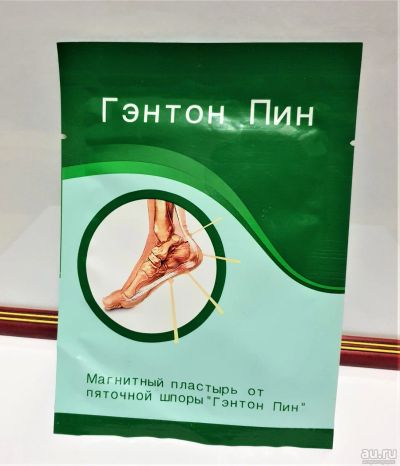 Гэнтон Пин
Магнитный пластырь от
пяточной шпоры"Гэнтон Пин"
au.ru